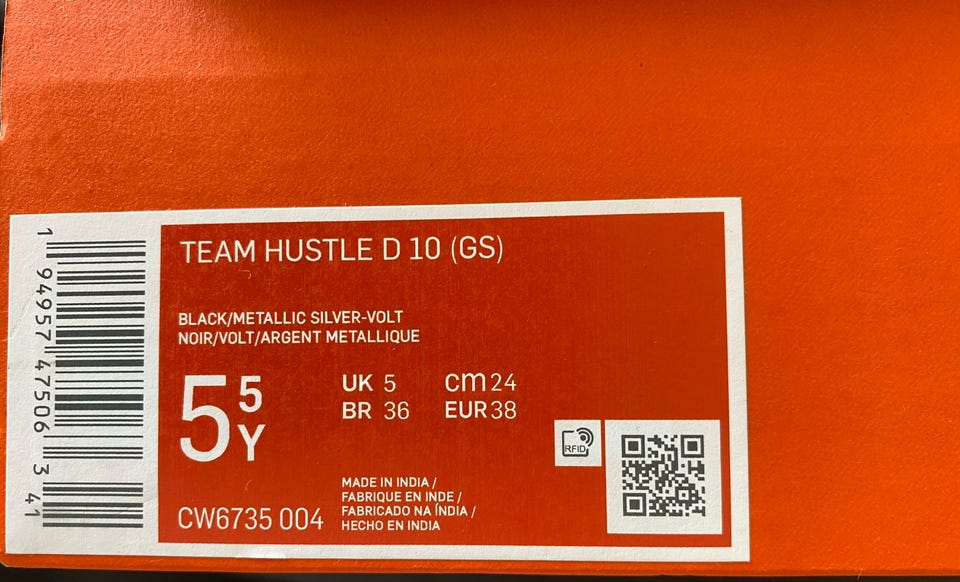 TEAM HUSTLE D 10 (GS)
BLACK/METALLIC SILVER-VOLT
NOIR/VOLT/ARGENT METALLIQUE
5 5Y
UK 5 cm 24
BR 36 EUR 38
MADE IN INDIA /
FABRIQUE EN INDE /
FABRICADO NA ÍNDIA /
HECHO EN INDIA
CW6735 004
RFID
1 94957 47506 3 41